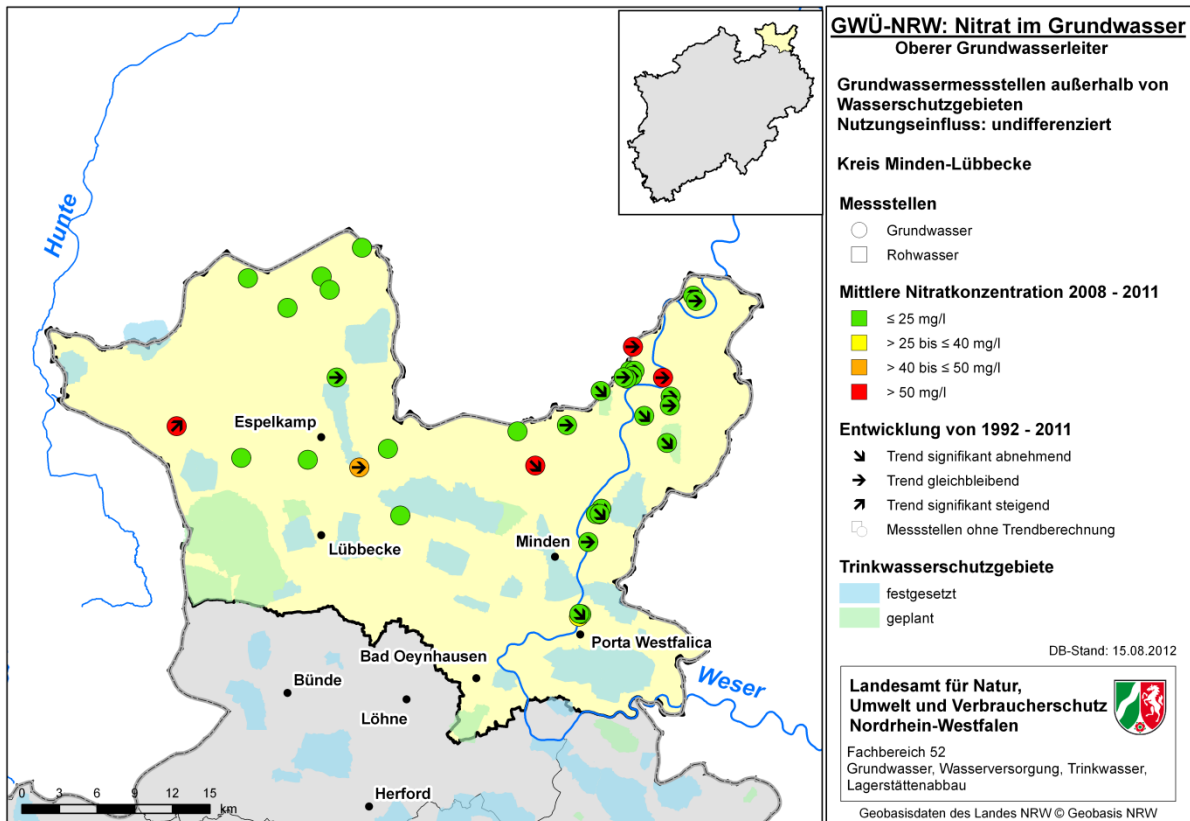 Hunte
Espelkamp
Lübbecke
Minden
Porta Westfalica
Bad Oeynhausen
Weser
Bünde
Löhne
Herford
0 3 6 9 12 15
km
GWÜ-NRW: Nitrat im Grundwasser
Oberer Grundwasserleiter
Grundwassermessstellen außerhalb von
Wasserschutzgebieten
Nutzungseinfluss: undifferenziert
Kreis Minden-Lübbecke
Messstellen
Grundwasser
Rohwasser
Mittlere Nitratkonzentration 2008 - 2011
≤ 25 mg/l
> 25 bis ≤ 40 mg/l
> 40 bis ≤ 50 mg/l
> 50 mg/l
Entwicklung von 1992 - 2011
Trend signifikant abnehmend
Trend gleichbleibend
Trend signifikant steigend
Messstellen ohne Trendberechnung
Trinkwasserschutzgebiete
festgesetzt
geplant
DB-Stand: 15.08.2012
Landesamt für Natur,
Umwelt und Verbraucherschutz
Nordrhein-Westfalen
Fachbereich 52
Grundwasser, Wasserversorgung, Trinkwasser,
Lagerstättenabbau
Geobasisdaten des Landes NRW © Geobasis NRW